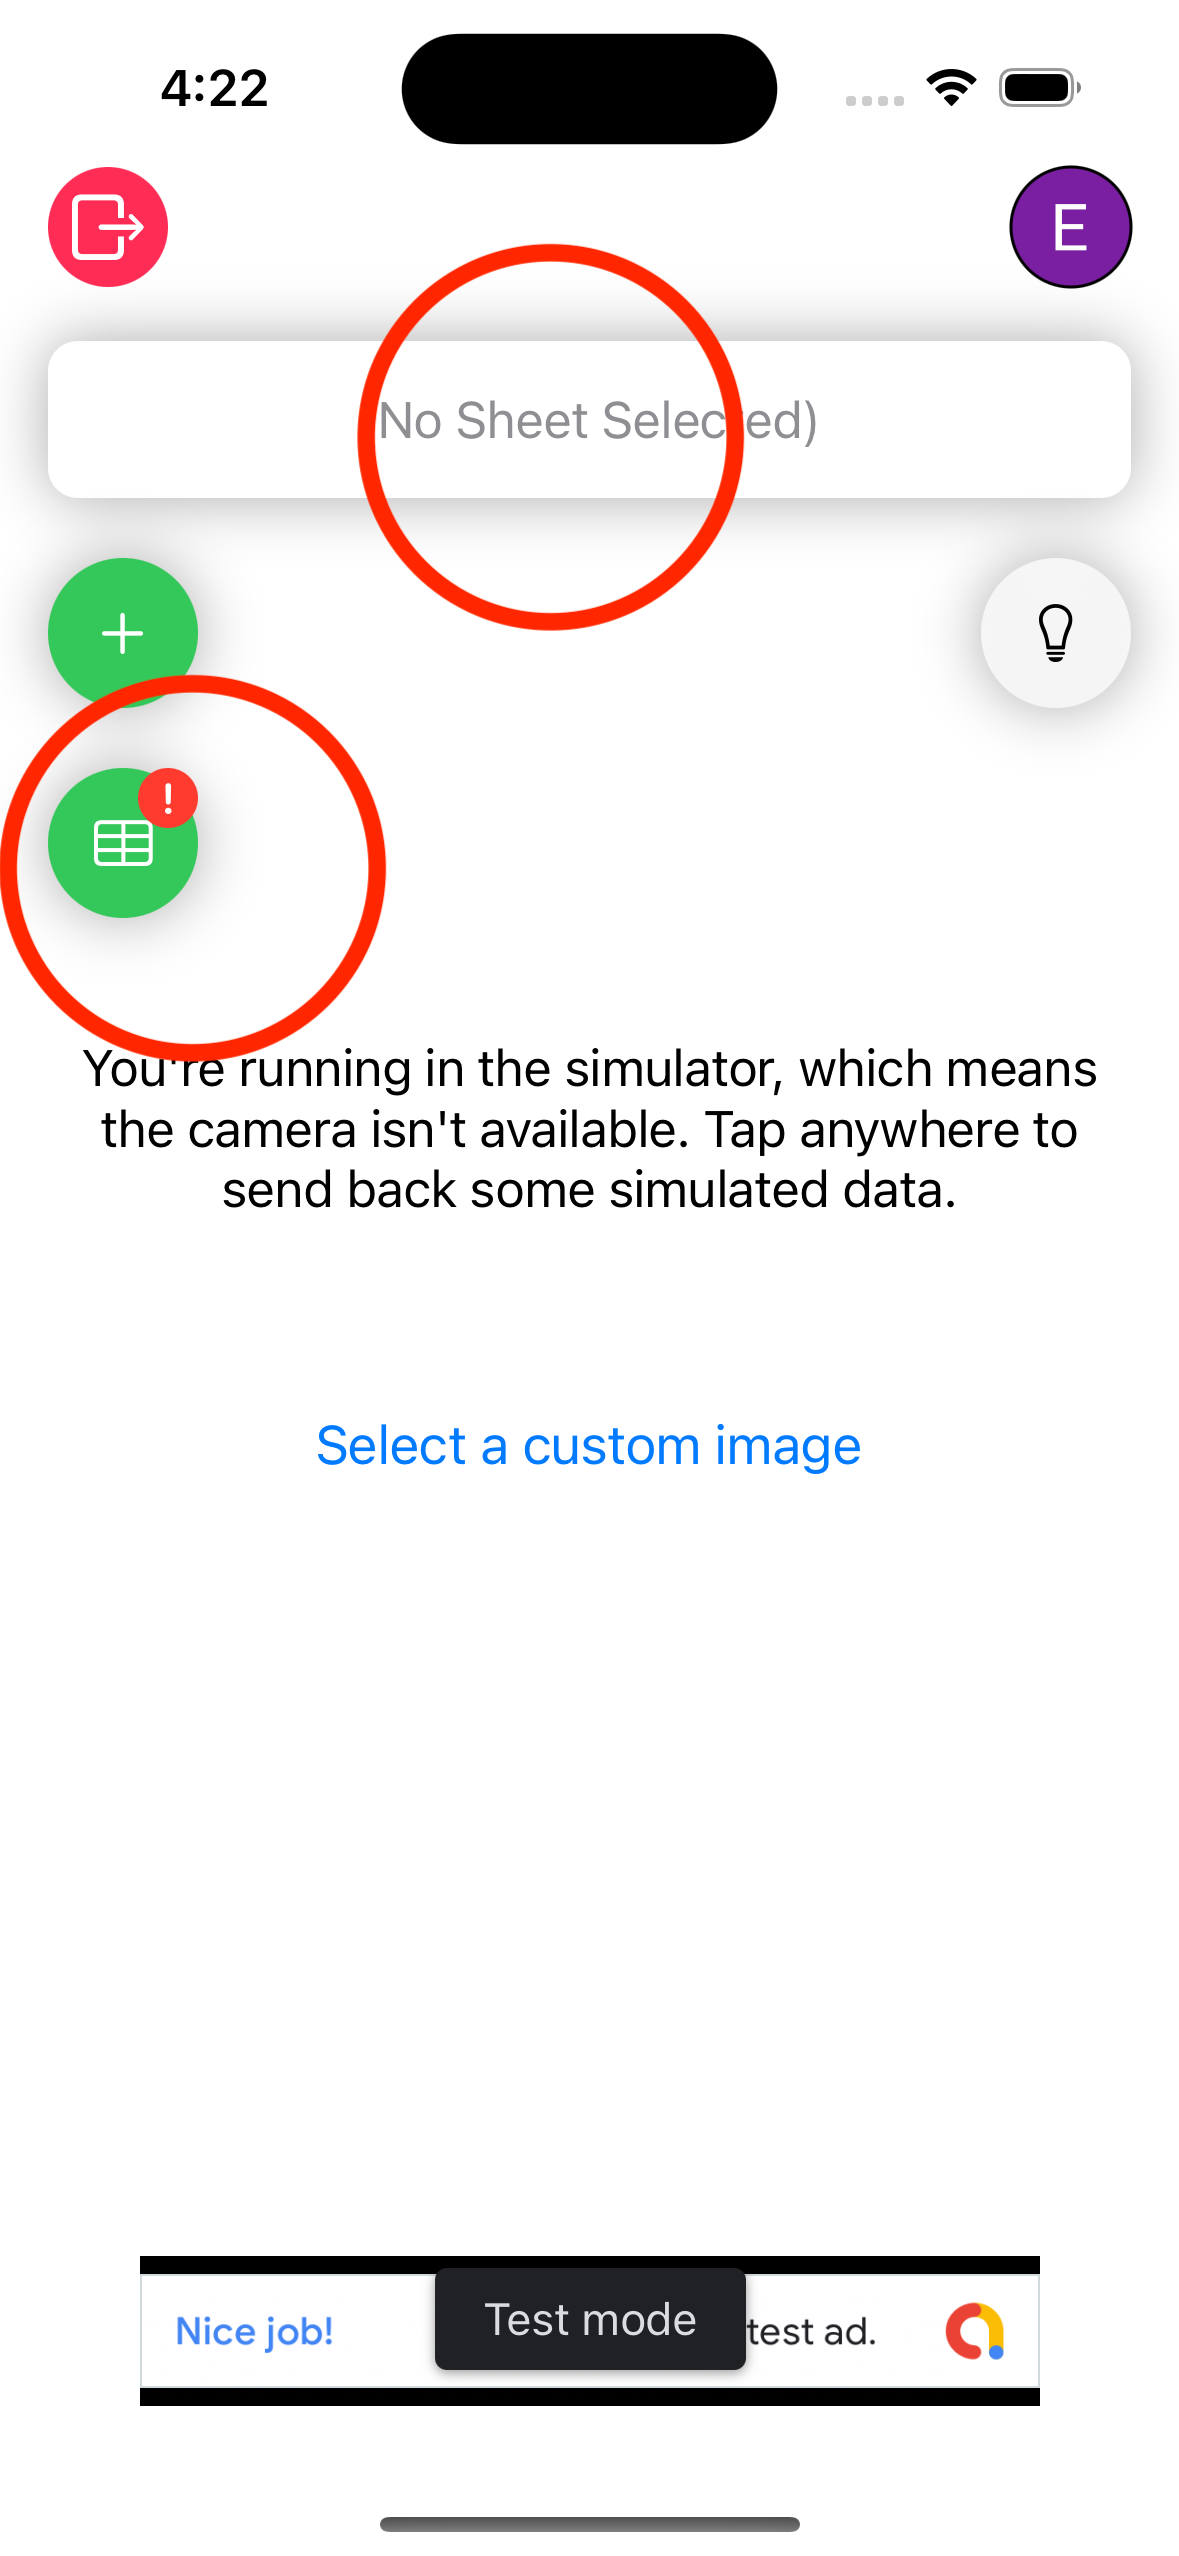 4:22
E
No Sheet Selected)
!
You're running in the simulator, which means
the camera isn't available. Tap anywhere to
send back some simulated data.
Select a custom image
Nice job!
Test mode
test ad.